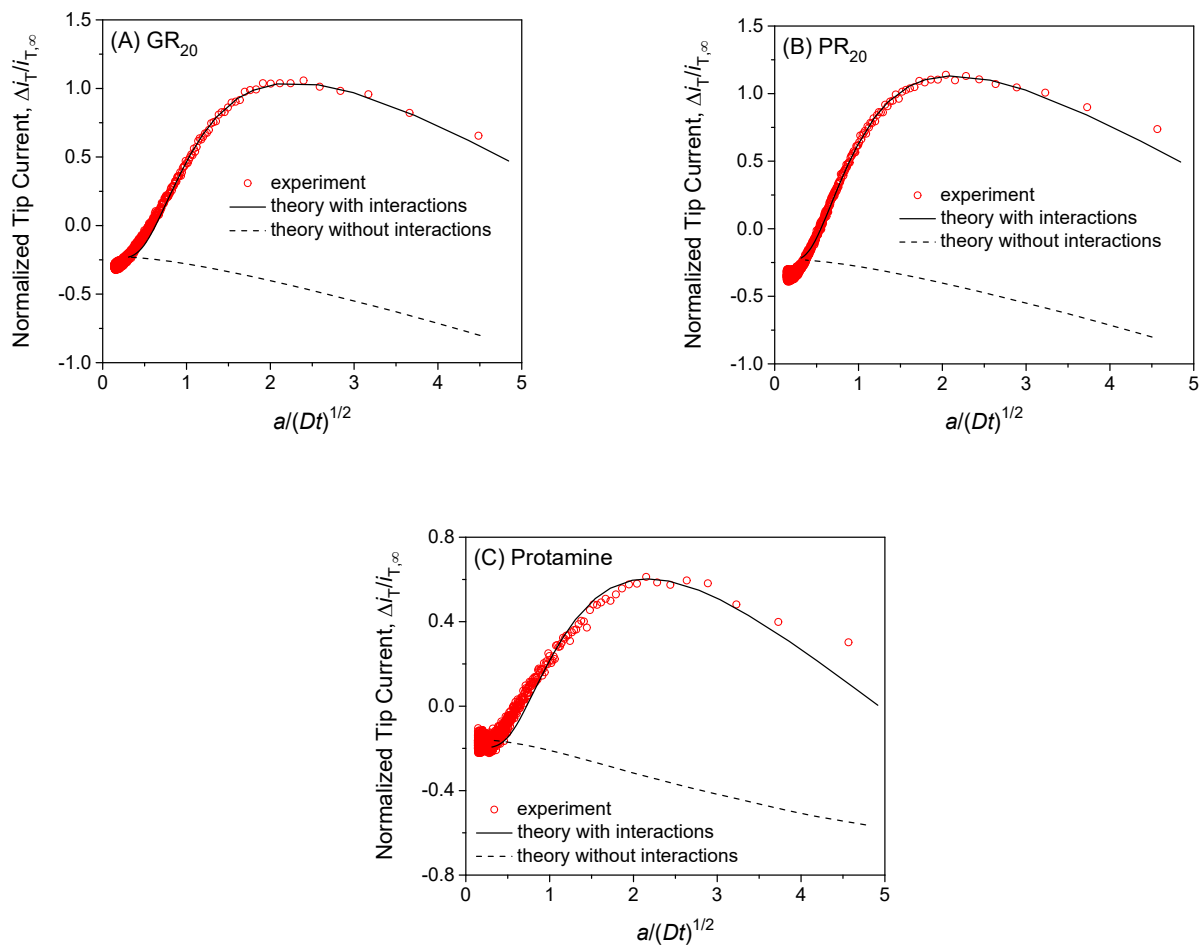 (A) GR20
Normalized Tip Current, ΔiT/iT,∞
1.5
1.0
0.5
0.0
-0.5
-1.0
experiment
theory with interactions
theory without interactions
0 1 2 3 4 5
a/(Dt)1/2
(B) PR20
Normalized Tip Current, ΔiT/iT,∞
1.5
1.0
0.5
0.0
-0.5
-1.0
experiment
theory with interactions
theory without interactions
0 1 2 3 4 5
a/(Dt)1/2
(C) Protamine
Normalized Tip Current, ΔiT/iT,∞
0.8
0.4
0.0
-0.4
-0.8
experiment
theory with interactions
theory without interactions
0 1 2 3 4 5
a/(Dt)1/2